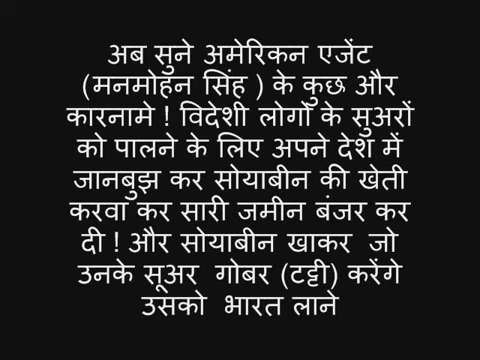 अब सुने अमेरिकन एजेंट
(मनमोहन सिंह ) के कुछ और
कारनामे ! विदेशी लोगो के सुअरों
को पालने के लिए अपने देश में
जानबुझ कर सोयाबीन की खेती
करवा कर सारी जमीन बंजर कर
दी ! और सोयाबीन खाकर जो
उनके सूअर गोबर (टट्टी) करेंगे
उसको भारत लाने